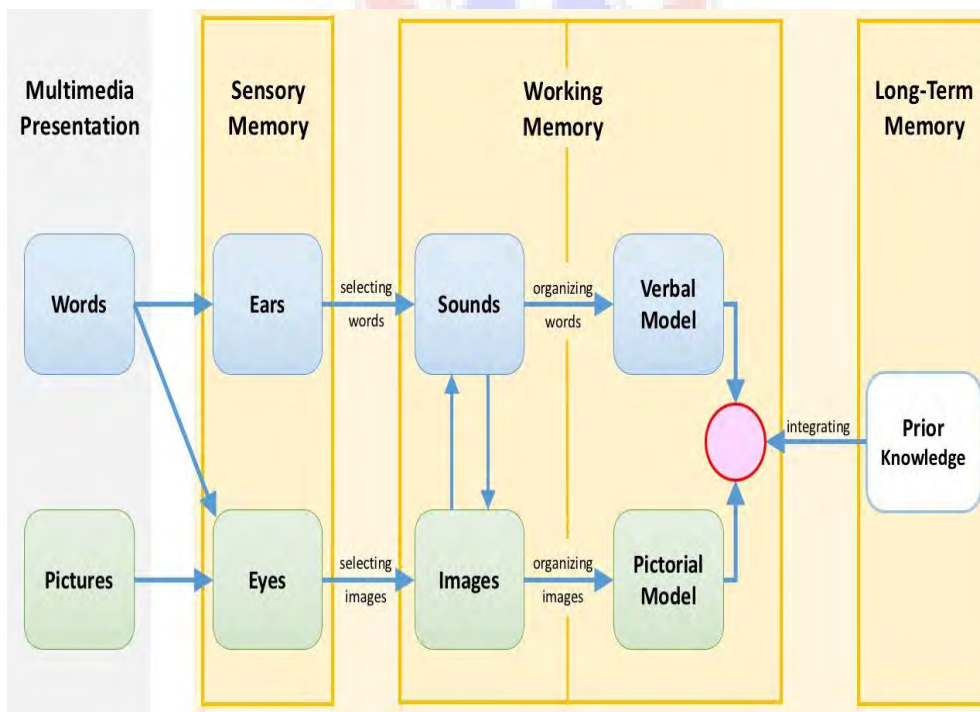 Multimedia
Presentation
Sensory
Memory
Working
Memory
Long-Term
Memory
Words
Ears
selecting
words
Sounds
organizing
words
Verbal
Model
integrating
Prior
Knowledge
Pictures
Eyes
selecting
images
Images
organizing
images
Pictorial
Model